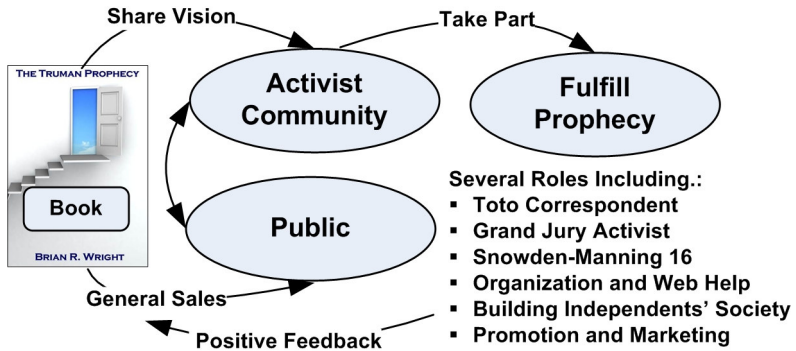 Share Vision
Take Part
THE TRUMAN PROPHECY
Book
BRIAN R. WRIGHT
Activist
Community
Fulfill
Prophecy
Public
General Sales
Positive Feedback
Several Roles Including.:
▪ Toto Correspondent
▪ Grand Jury Activist
▪ Snowden-Manning 16
▪ Organization and Web Help
▪ Building Independents' Society
▪ Promotion and Marketing